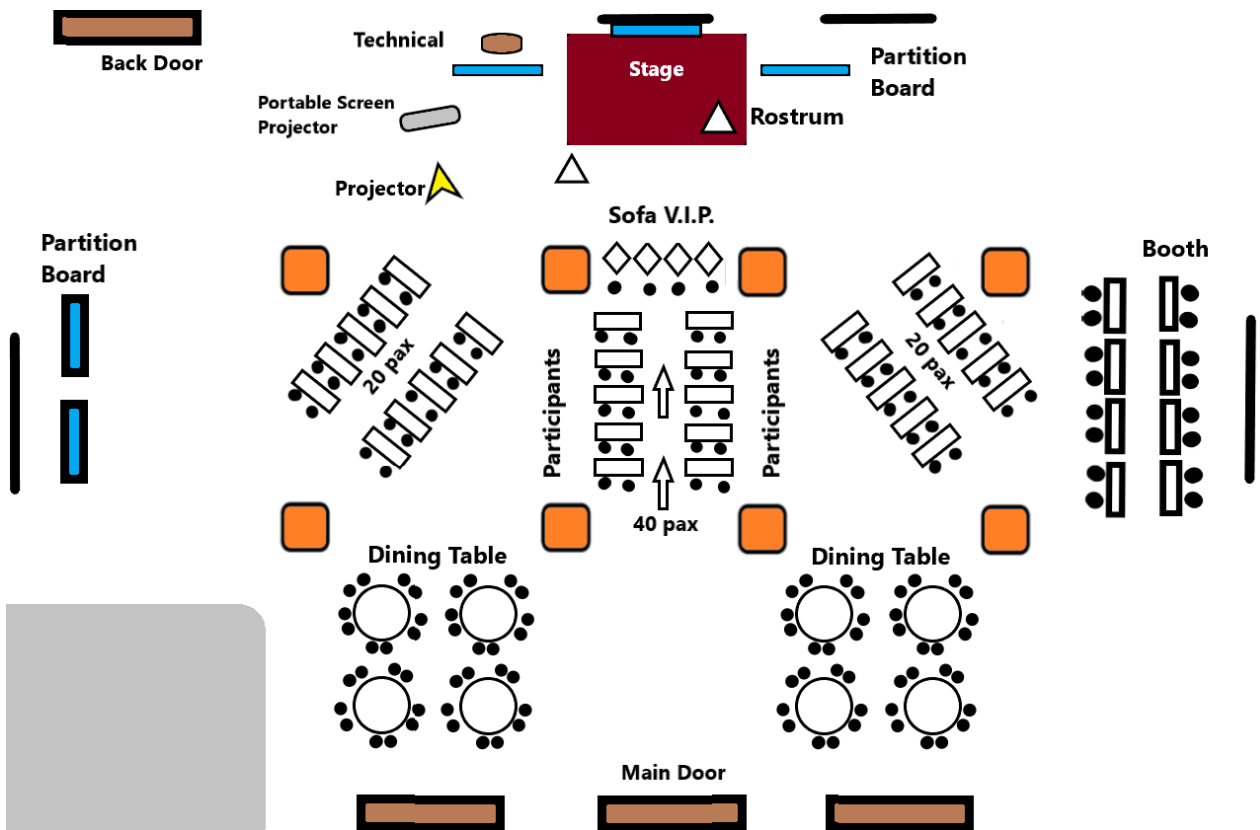 Back Door
Technical
Stage
Partition
Board
Portable Screen
Projector
Rostrum
Projector
Sofa V.I.P.
Partition
Board
Booth
20 pax
Participants
Participants
20 pax
40 pax
Dining Table
Dining Table
Main Door